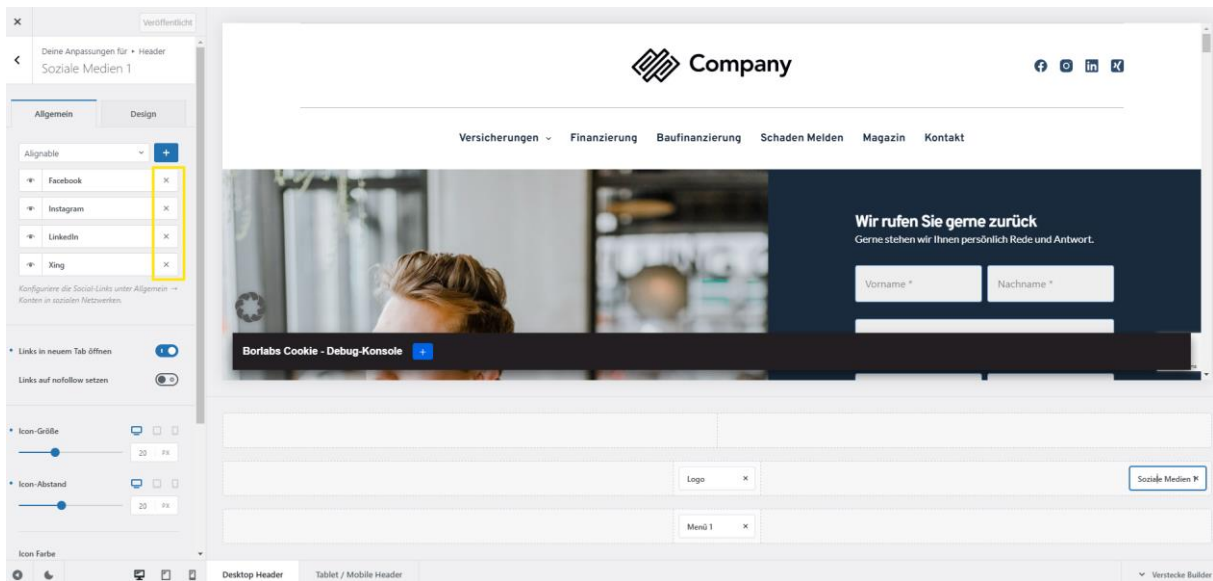 Veröffentlicht
Deine Anpassungen für • Header
Soziale Medien 1
Allgemein
Design
Alignable
Facebook
Instagram
LinkedIn
Xing
Konfiguriere die Social-Links unter Allgemein →
Konten in sozialen Netzwerken.
Links in neuem Tab öffnen
Links auf nofollow setzen
Icon-Größe
20 PX
Icon-Abstand
20 PX
Icon Farbe
Company
Versicherungen Finanzierung Baufinanzierung Schaden Melden Magazin Kontakt
Wir rufen Sie gerne zurück
Gerne stehen wir Ihnen persönlich Rede und Antwort.
Vorname * Nachname *
Borlabs Cookie - Debug-Konsole +
Logo
Soziale Medien
Menü 1
Desktop Header Tablet / Mobile Header
Verstecke Builder